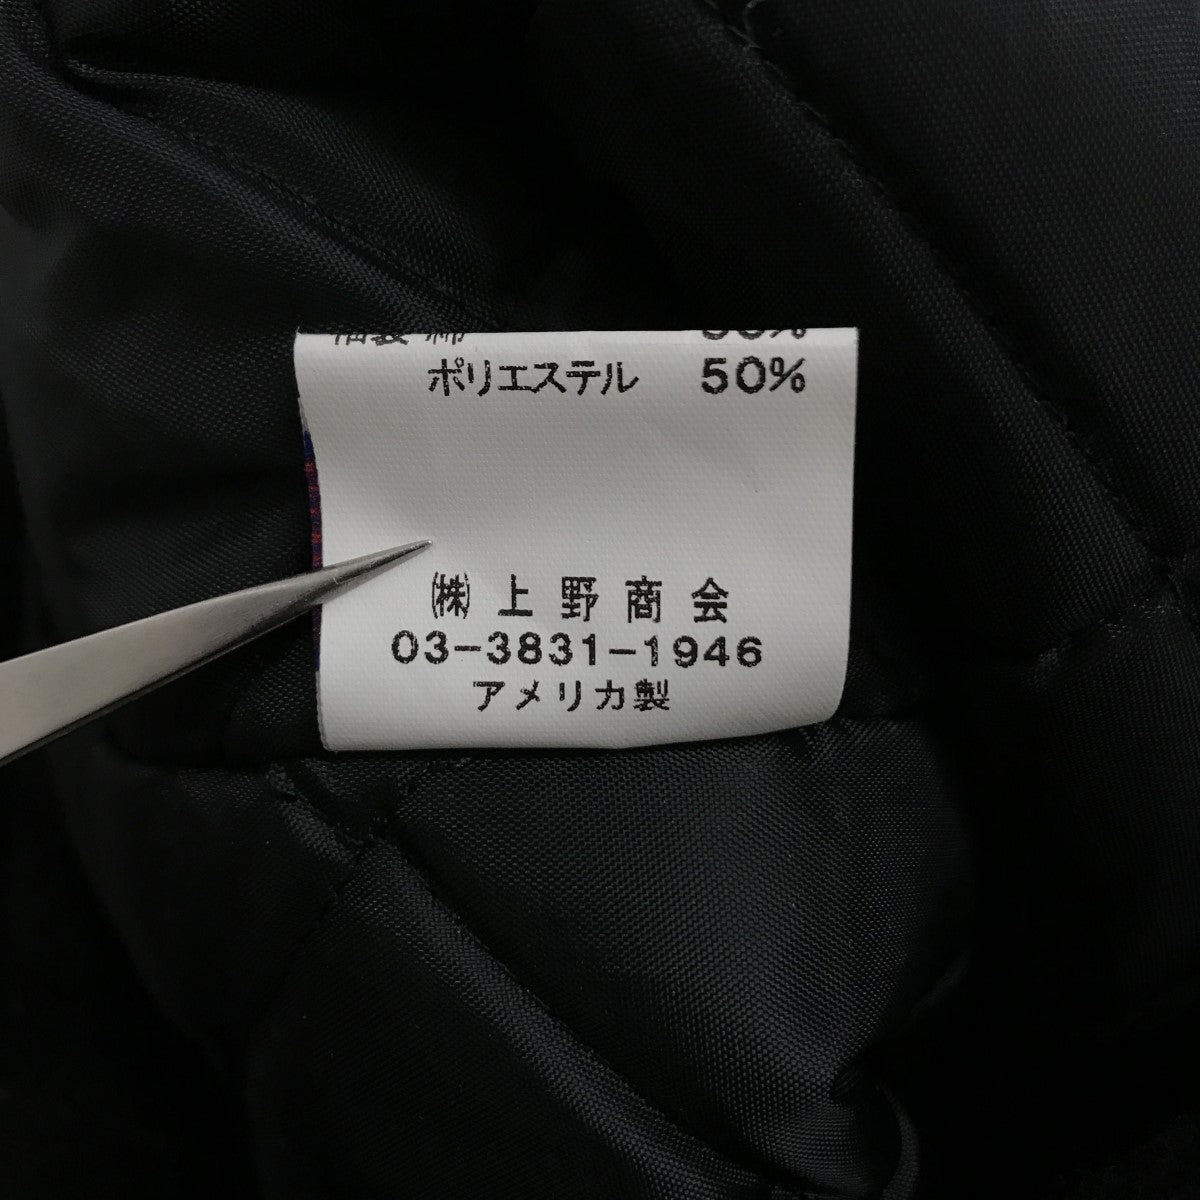 ポリエステル 50%
㈱ 上野商会
03-3831-1946
アメリカ製